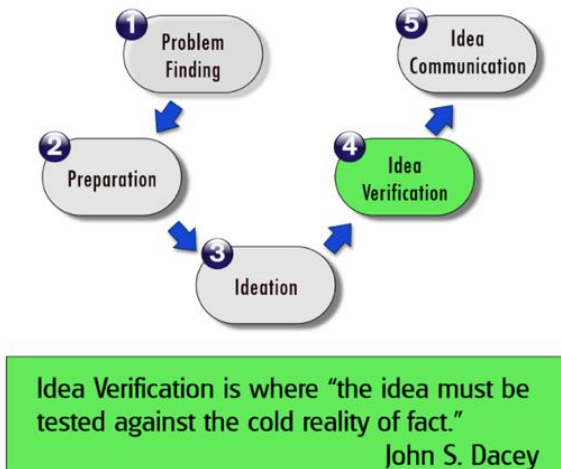 1
Problem
Finding
2
Preparation
3
Ideation
4
Idea
Verification
5
Idea
Communication
Idea Verification is where “the idea must be
tested against the cold reality of fact.”
John S. Dacey